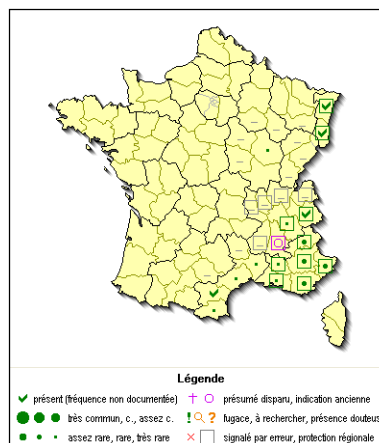 Légende
présent (fréquence non documentée)
présumé disparu, indication ancienne
très commun, c., assez c.
fugace, à rechercher, présence douteuse
assez rare, rare, très rare
signalé par erreur, protection régionale